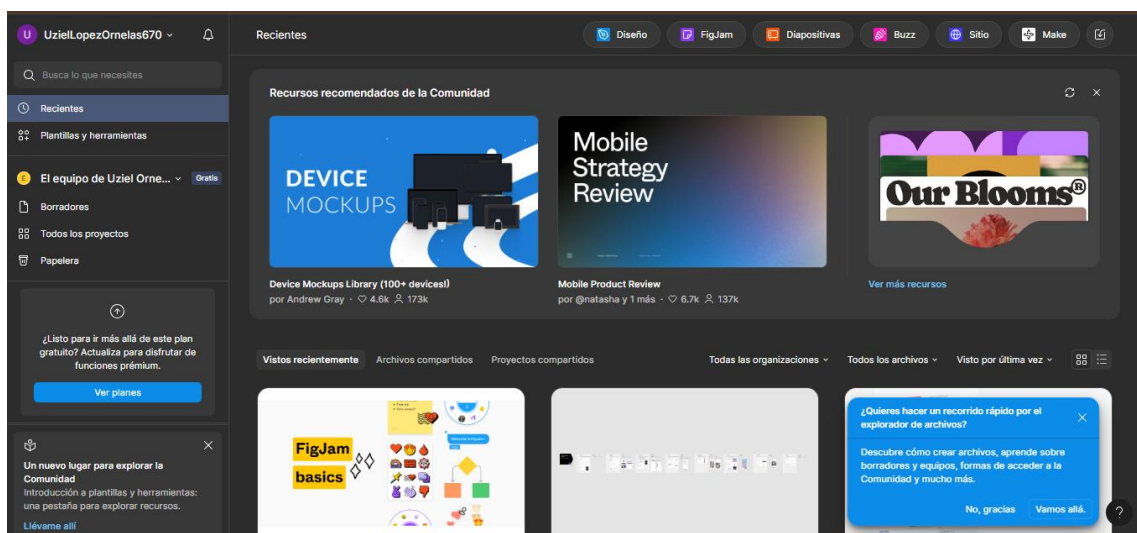 U UzielLopezOrnelas670
Busca lo que necesites
Recientes
Plantillas y herramientas
E El equipo de Uziel Orne... Gratis
Borradores
Todos los proyectos
Papelera
¿Listo para ir más allá de este plan
gratuito? Actualiza para disfrutar de
funciones prémium.
Ver planes
Un nuevo lugar para explorar la
Comunidad
Introducción a plantillas y herramientas:
una pestaña para explorar recursos.
Llévame allí
Recientes
Diseño
FigJam
Diapositivas
Buzz
Sitio
Make
Recursos recomendados de la Comunidad
DEVICE
MOCKUPS
Device Mockups Library (100+ devices!)
por Andrew Gray · 4.6k 173k
Mobile
Strategy
Review
Mobile Product Review
por @natasha y 1 más · 6.7k 137k
Our Blooms®
Ver más recursos
Vistos recientemente
Archivos compartidos
Proyectos compartidos
Todas las organizaciones
Todos los archivos
Visto por última vez
FigJam
basics
¿Quieres hacer un recorrido rápido por el
explorador de archivos?
Descubre cómo crear archivos, aprende sobre
borradores y equipos, formas de acceder a la
Comunidad y mucho más.
No, gracias
Vamos allá.
?